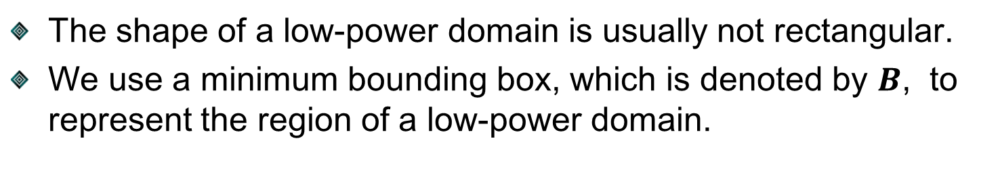 The shape of a low-power domain is usually not rectangular.
We use a minimum bounding box, which is denoted by B, to
represent the region of a low-power domain.